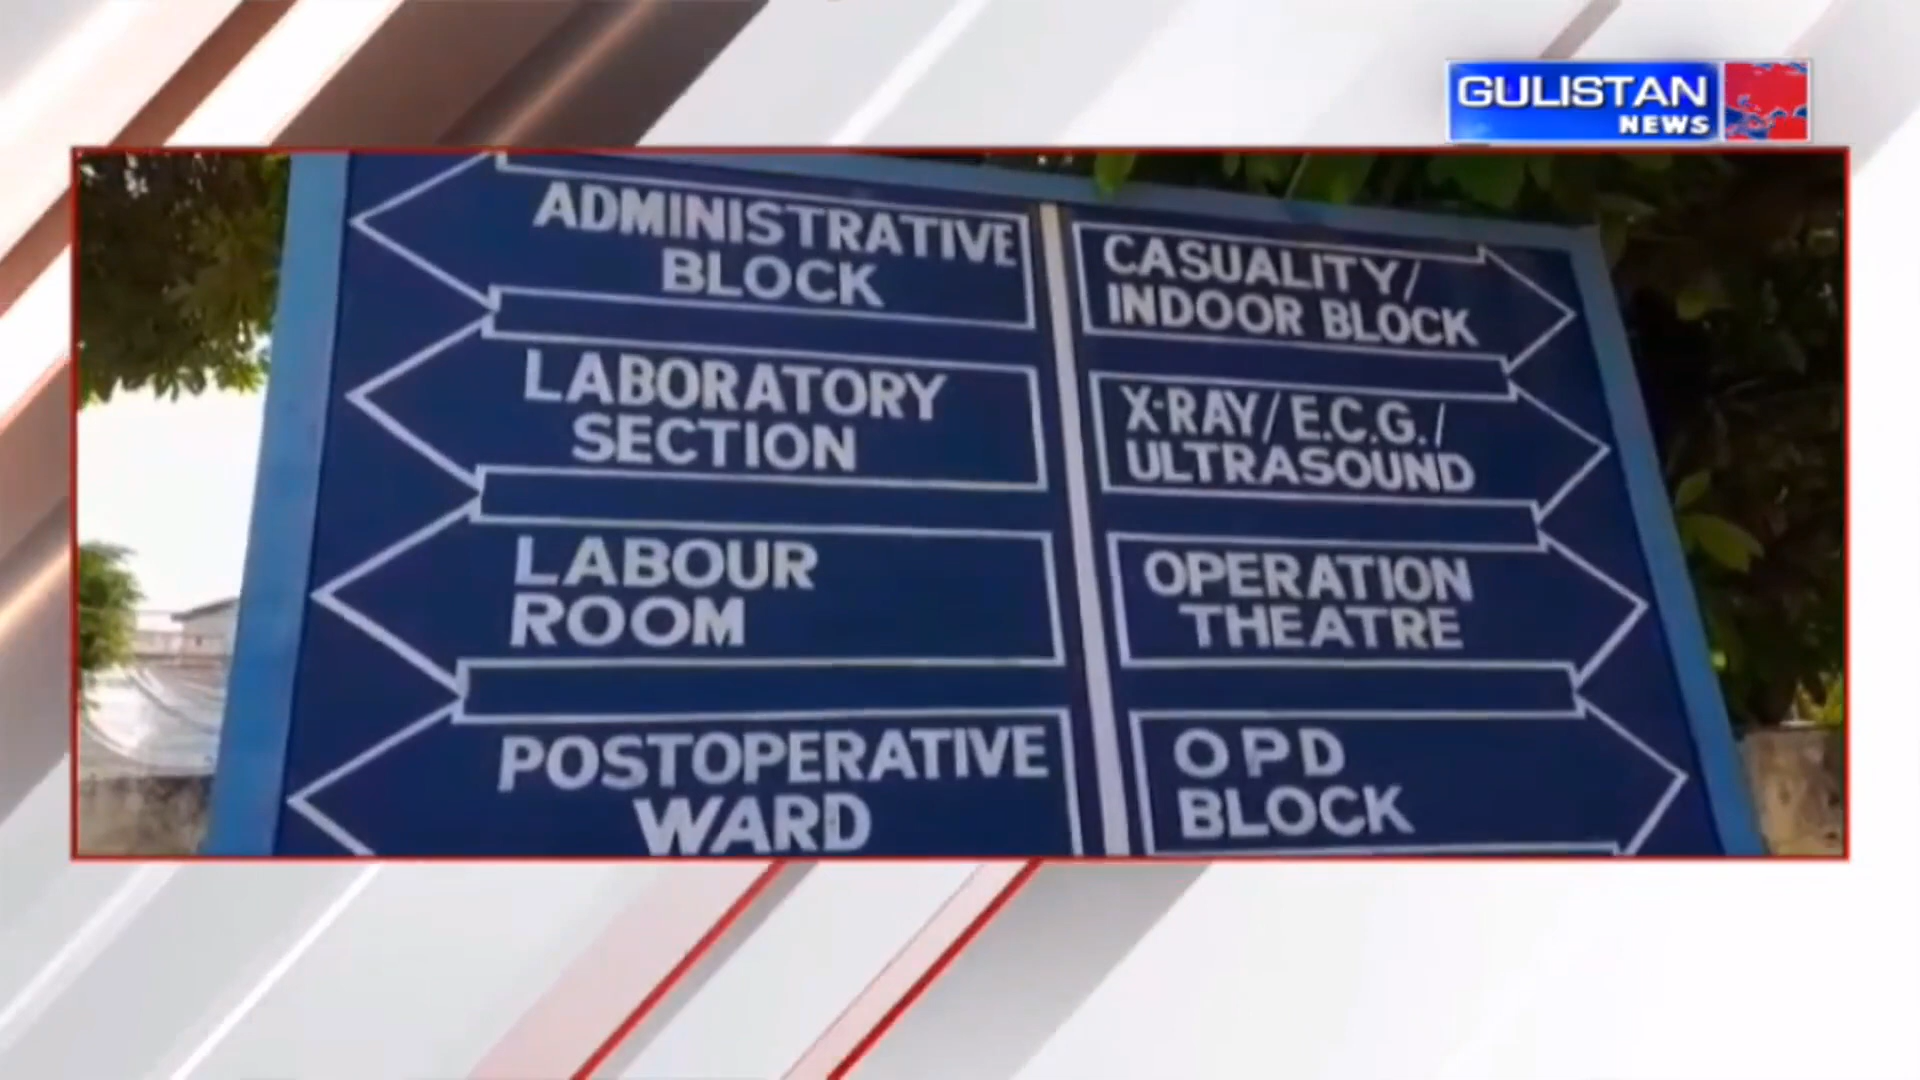 GULISTAN
NEWS
ADMINISTRATIVE
BLOCK
LABORATORY
SECTION
LABOUR
ROOM
POSTOPERATIVE
WARD
CASUALITY/
INDOOR BLOCK
X-RAY/E.C.G./
ULTRASOUND
OPERATION
THEATRE
OPD
BLOCK